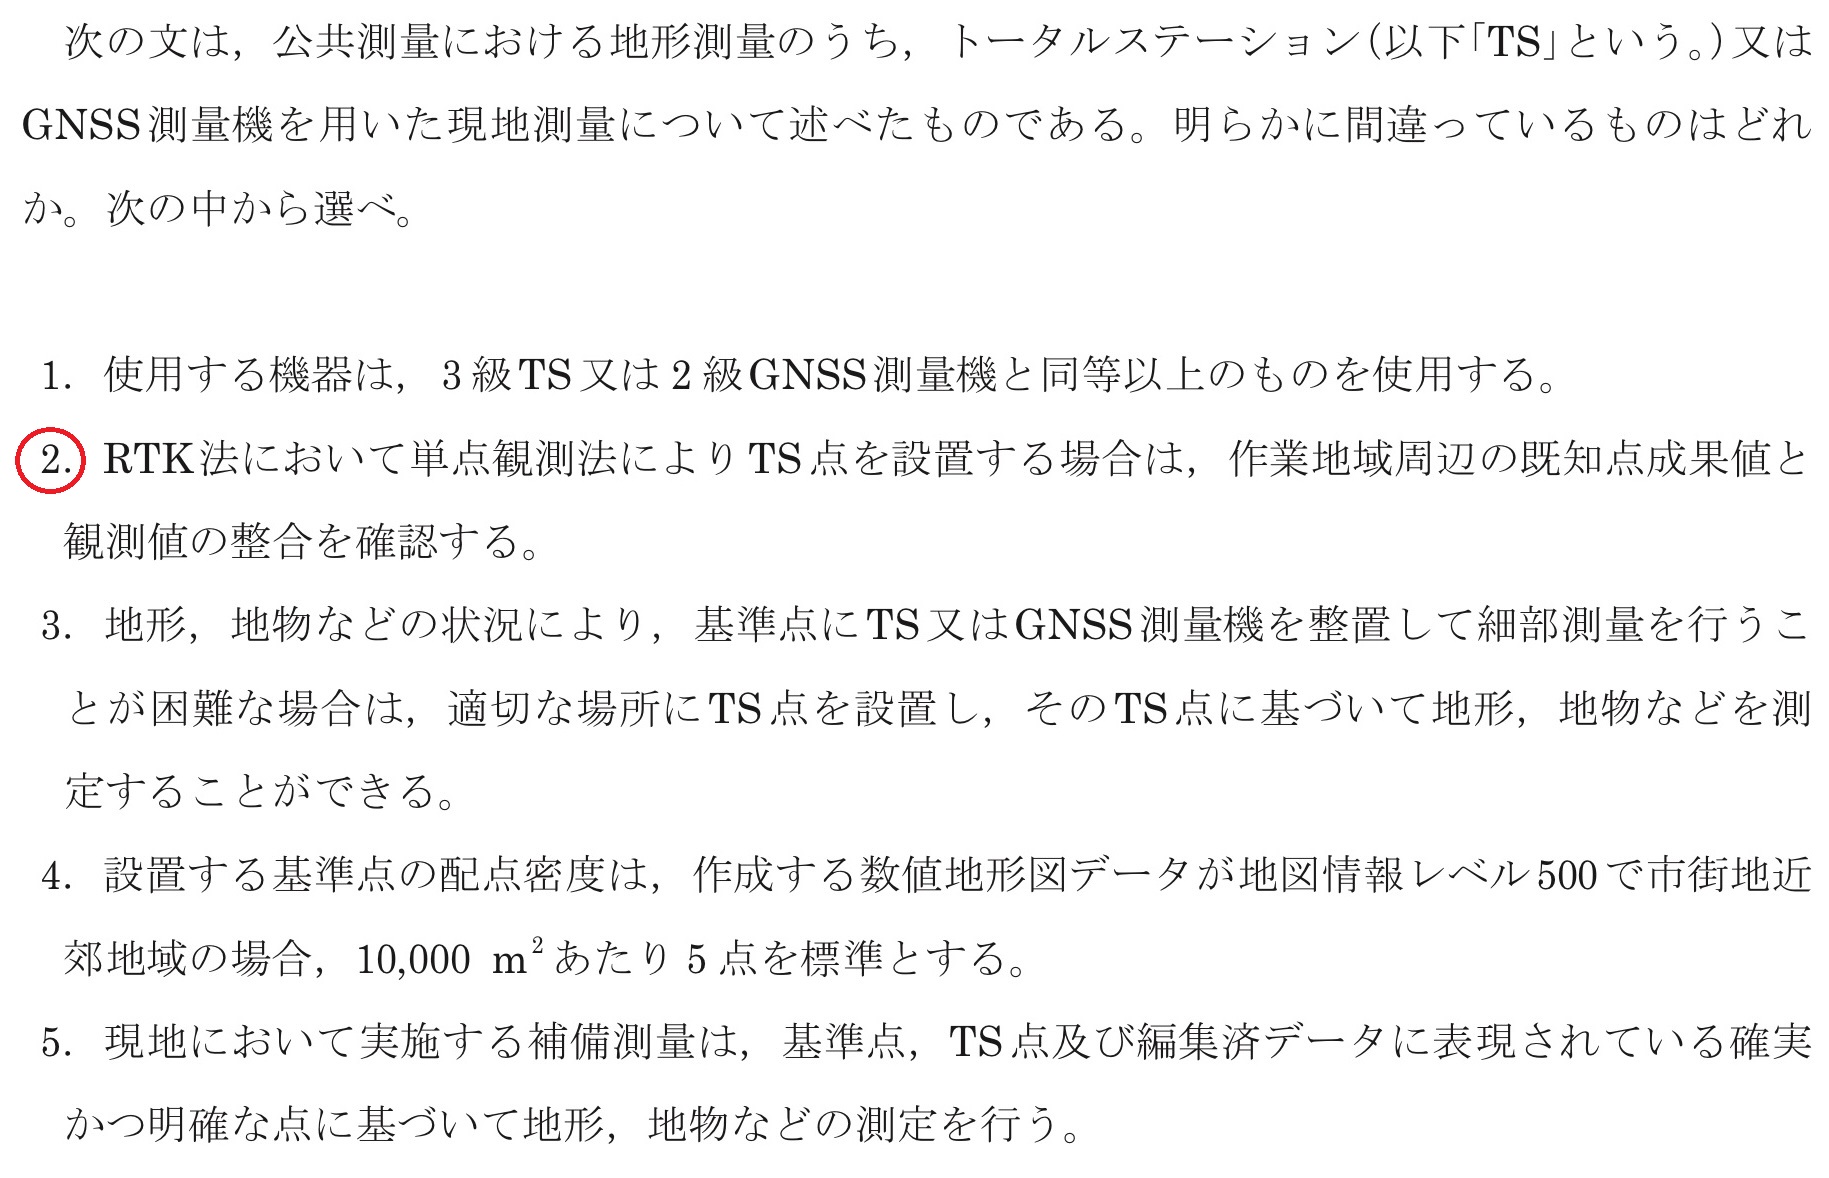 次の文は，公共測量における地形測量のうち，トータルステーション(以下「TS」という。)又は
GNSS測量機を用いた現地測量について述べたものである。明らかに間違っているものはどれ
か。次の中から選べ。
1. 使用する機器は，3級TS又は2級GNSS測量機と同等以上のものを使用する。
2. RTK法において単点観測法によりTS点を設置する場合は，作業地域周辺の既知点成果値と
観測値の整合を確認する。
3. 地形，地物などの状況により，基準点にTS又はGNSS測量機を整置して細部測量を行うこ
とが困難な場合は，適切な場所にTS点を設置し，そのTS点に基づいて地形，地物などを測
定することができる。
4. 設置する基準点の配点密度は，作成する数値地形図データが地図情報レベル500で市街地近
郊地域の場合，10,000 m²あたり5点を標準とする。
5. 現地において実施する補備測量は，基準点，TS点及び編集済データに表現されている確実
かつ明確な点に基づいて地形，地物などの測定を行う。